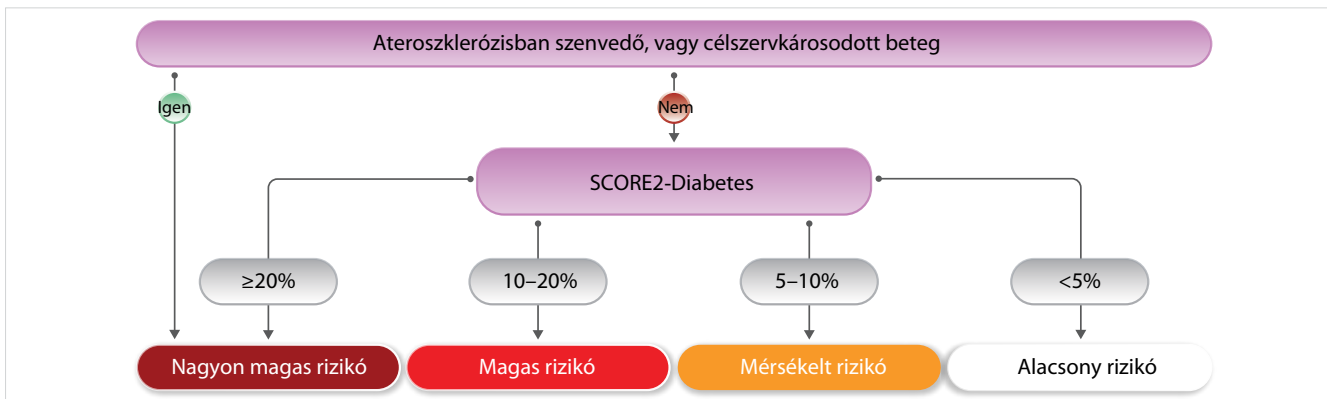 Ateroszklerózisban szenvedő, vagy célszervkárosodott beteg
Igen
Nem
SCORE2-Diabetes
≥20%
10–20%
5–10%
<5%
Nagyon magas rizikó
Magas rizikó
Mérsékelt rizikó
Alacsony rizikó